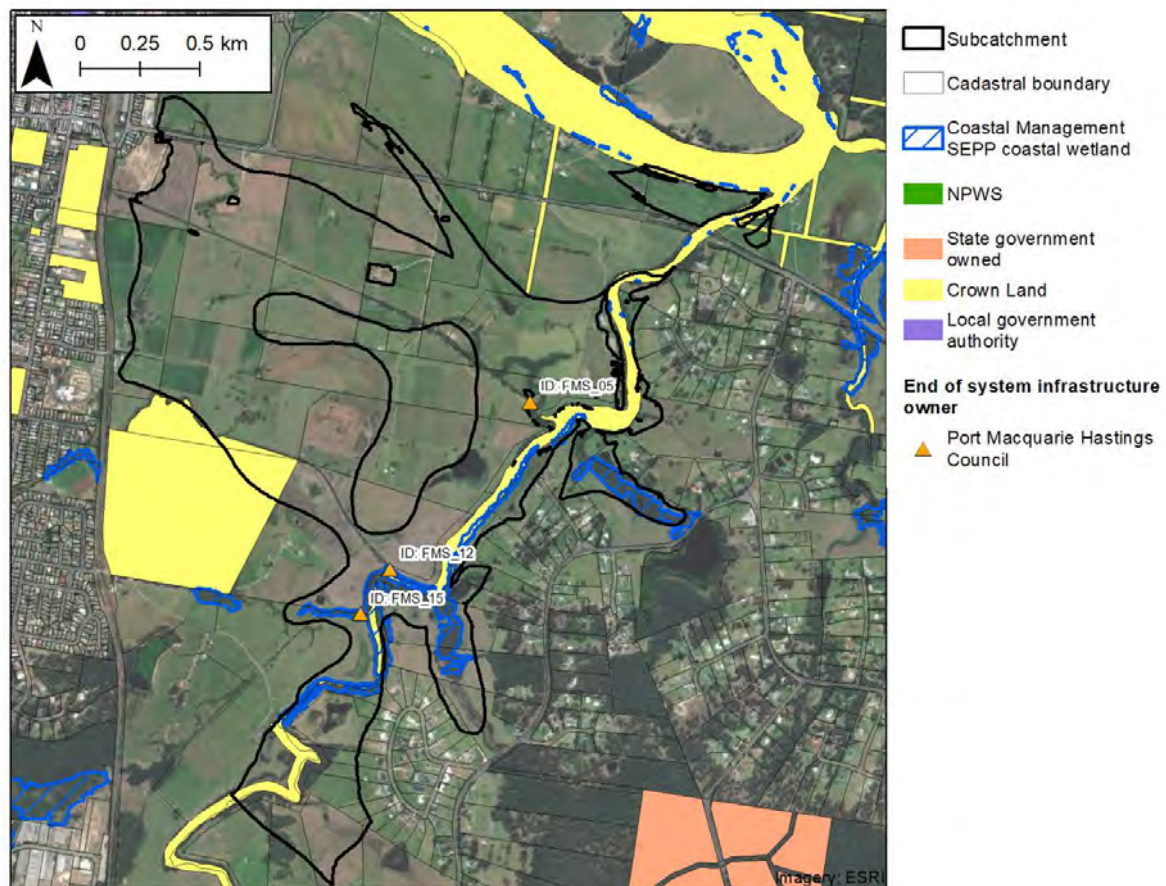 N
0 0.25 0.5 km
ID: FMS_05
ID: FMS_12
ID: FMS_15
Imagery: ESRI
Subcatchment
Cadastral boundary
Coastal Management
SEPP coastal wetland
NPWS
State government
owned
Crown Land
Local government
authority
End of system infrastructure
owner
Port Macquarie Hastings
Council